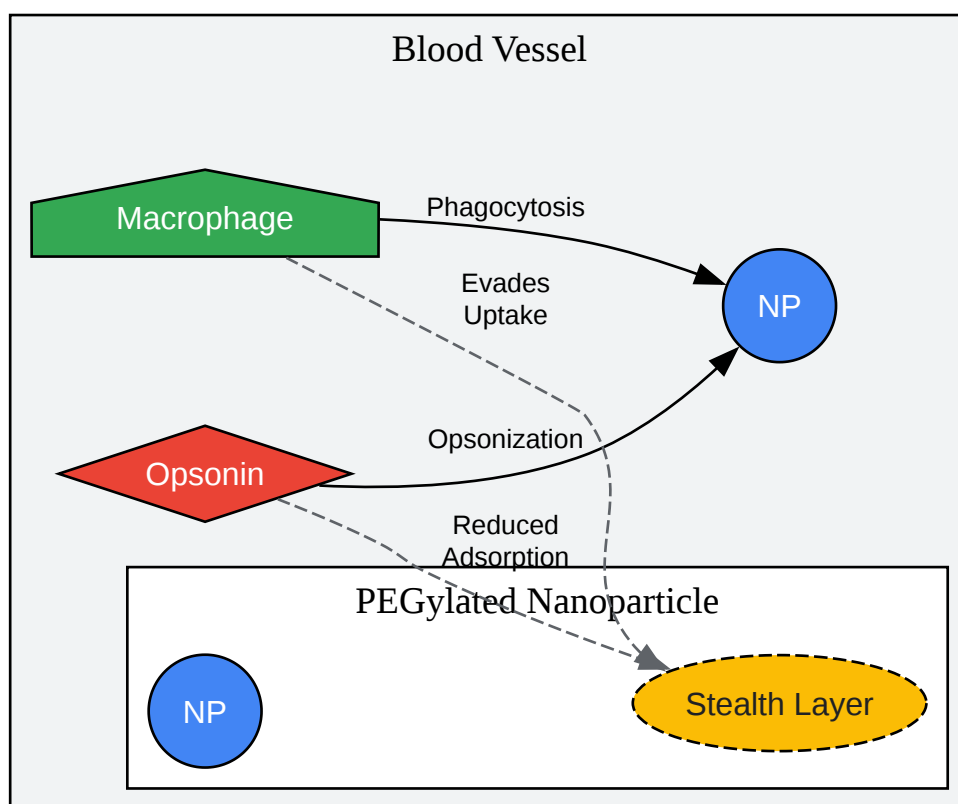 Blood Vessel
Macrophage
Phagocytosis
Evades
Uptake
NP
Opsonization
Opsonin
Reduced
Adsorption
PEGylated Nanoparticle
NP
Stealth Layer